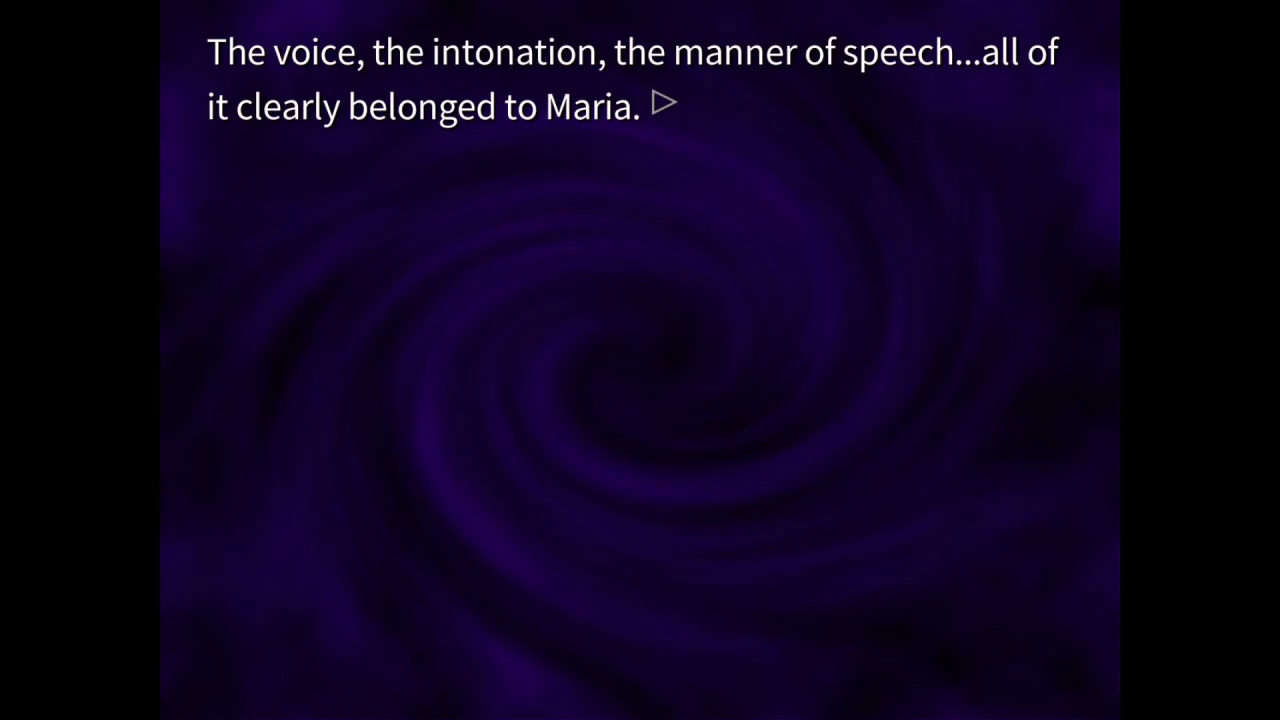 The voice, the intonation, the manner of speech...all of
it clearly belonged to Maria.